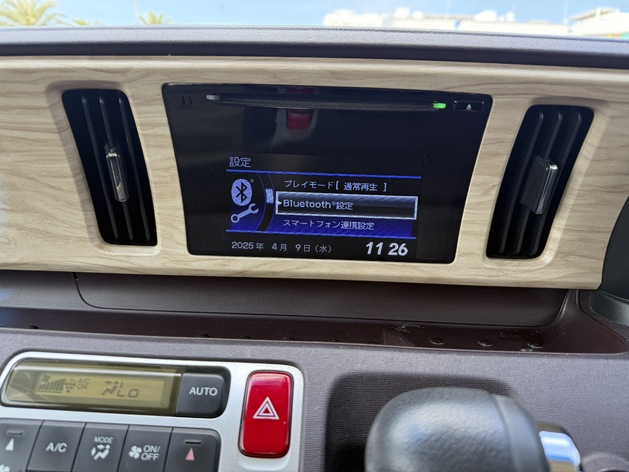 設定
プレイモード [ 通常再生 ]
Bluetooth®設定
スマートフォン連携設定
2025年 4月 9日(水) 11 26
A/C
ON
Lo
AUTO
A/C
MODE
ON/
OFF